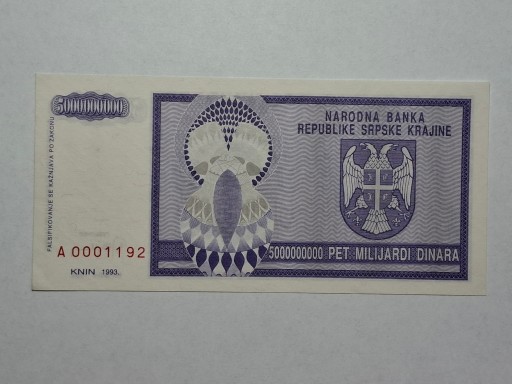 5000000000
NARODNA BANKA
REPUBLIKE SRPSKE KRAJINE
FALSIFIKOVANJE SE KAŽNJAVA PO ZAKONU
A 0001192
KNIN 1993.
5000000000 PET MILIJARDI DINARA